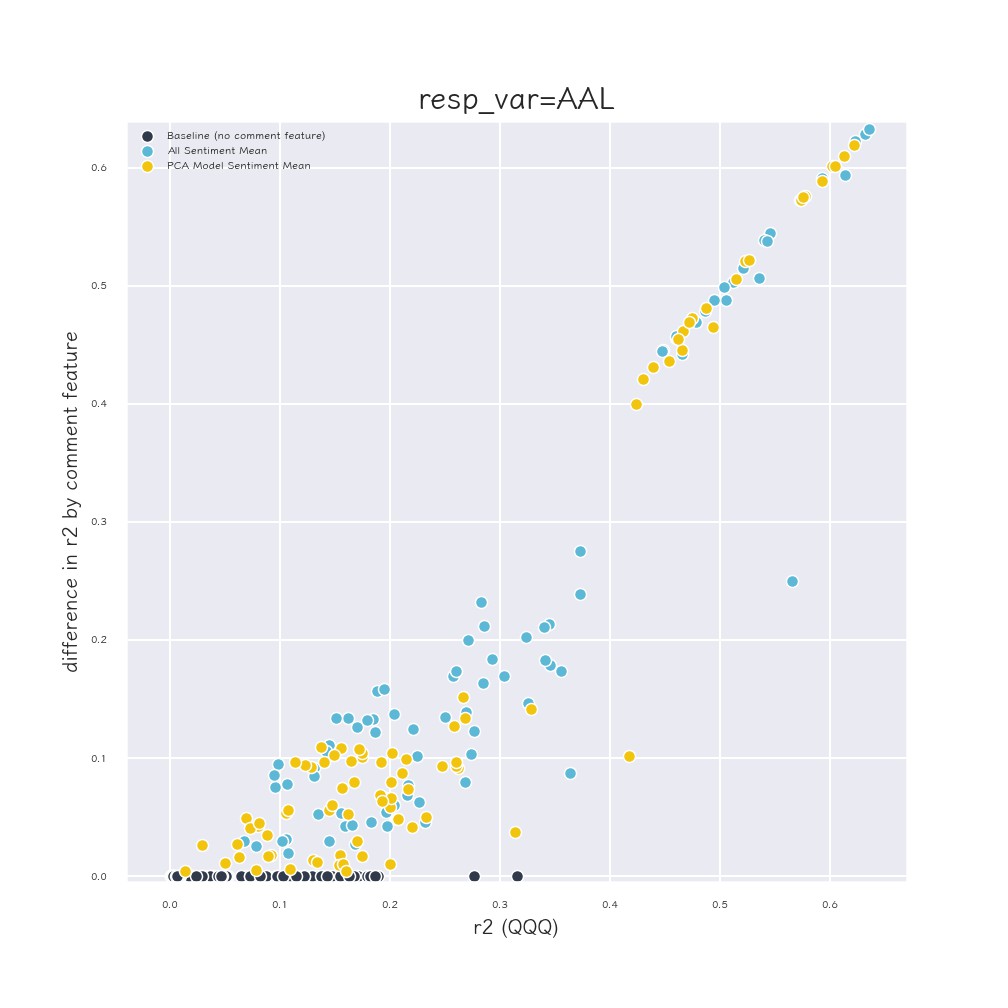 resp_var=AAL
Baseline (no comment feature)
All Sentiment Mean
PCA Model Sentiment Mean
difference in r2 by comment feature
0.6
0.5
0.4
0.3
0.2
0.1
0.0
0.0 0.1 0.2 0.3 0.4 0.5 0.6
r2 (QQQ)